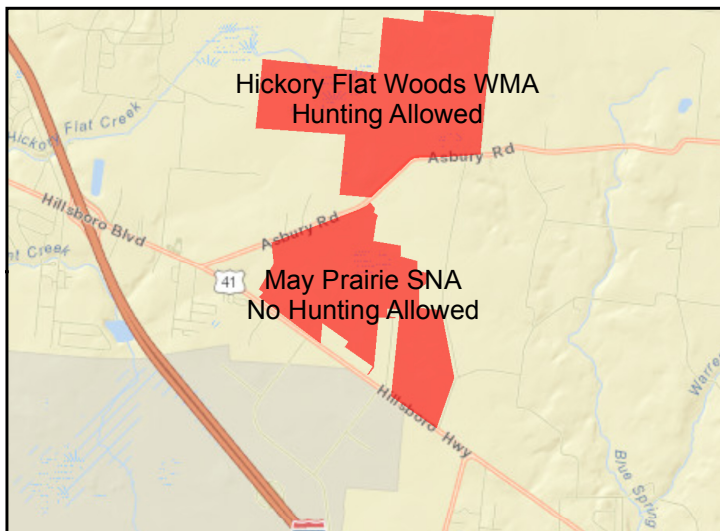 Hickory Flat Woods WMA
Hunting Allowed
Hickory Flat Creek
Asbury Rd
Hillsboro Blvd
Asbury Rd
Creek
41
May Prairie SNA
No Hunting Allowed
Hillsboro Hwy
Blue Spring